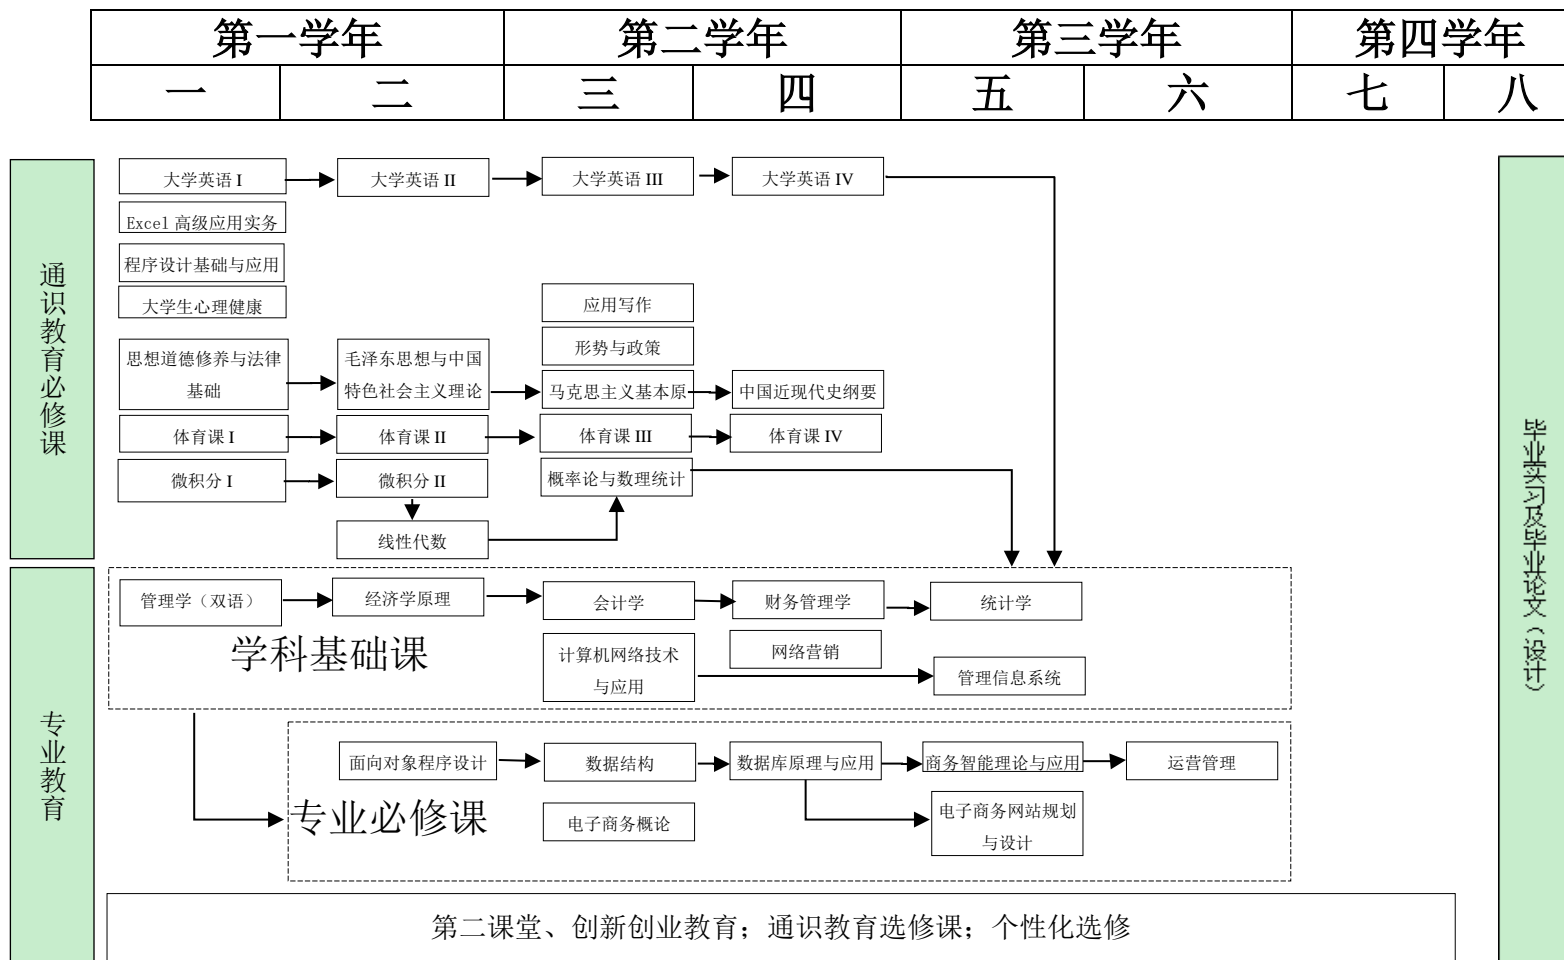 第一学年 第二学年 第三学年 第四学年
一 二 三 四 五 六 七 八
通识教育必修课
大学英语 I 大学英语 II 大学英语 III 大学英语 IV
Excel 高级应用实务
程序设计基础与应用
大学生心理健康
应用写作
形势与政策
思想道德修养与法律
基础
毛泽东思想与中国
特色社会主义理论
马克思主义基本原
中国近现代史纲要
体育课 I 体育课 II 体育课 III 体育课 IV
微积分 I 微积分 II 概率论与数理统计
线性代数
专业教育
管理学（双语） 经济学原理 会计学 财务管理学 统计学
学科基础课
计算机网络技术
与应用
网络营销
管理信息系统
面向对象程序设计 数据结构 数据库原理与应用 商务智能理论与应用 运营管理
专业必修课
电子商务概论
电子商务网站规划
与设计
第二课堂、创新创业教育；通识教育选修课；个性化选修
毕业实习及毕业论文（设计）